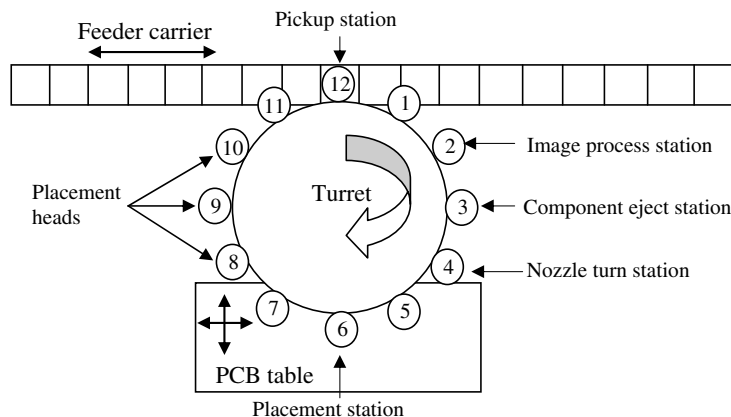 Pickup station
Feeder carrier
12
11
1
10
2
Image process station
Placement
heads
Turret
9
3
Component eject station
8
4
Nozzle turn station
7
5
6
PCB table
Placement station